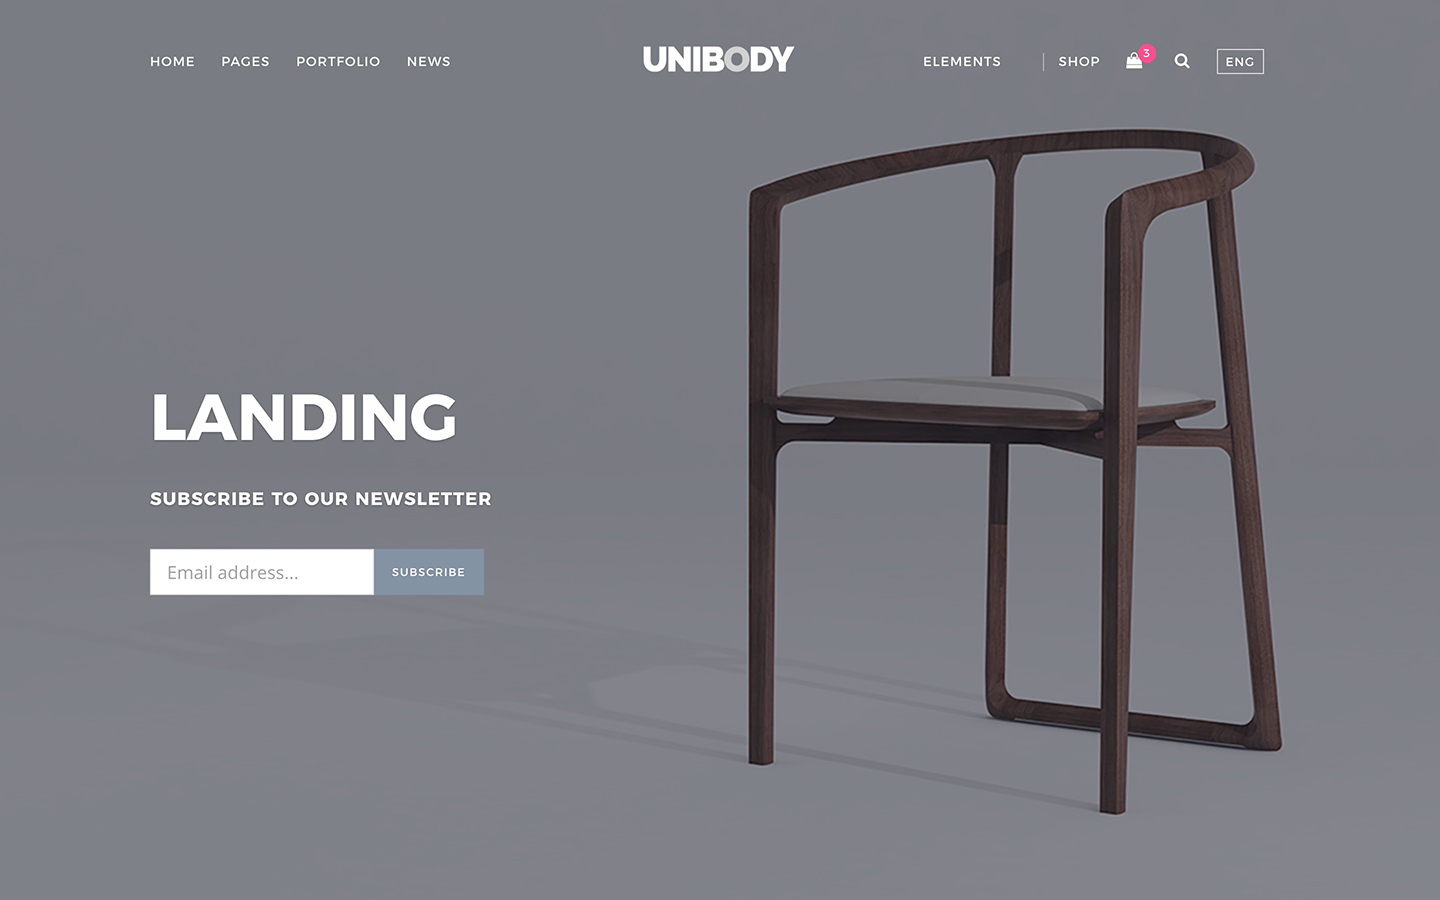 HOME PAGES PORTFOLIO NEWS UNIBODY ELEMENTS SHOP 3 ENG
LANDING
SUBSCRIBE TO OUR NEWSLETTER
Email address... SUBSCRIBE